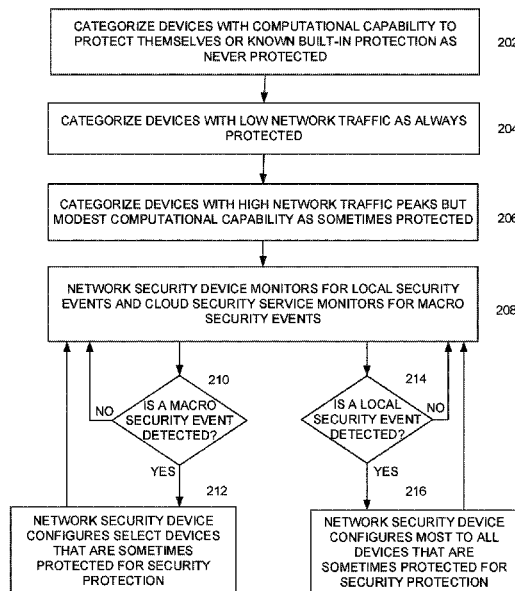 CATEGORIZE DEVICES WITH COMPUTATIONAL CAPABILITY TO
PROTECT THEMSELVES OR KNOWN BUILT-IN PROTECTION AS
NEVER PROTECTED
202
CATEGORIZE DEVICES WITH LOW NETWORK TRAFFIC AS ALWAYS
PROTECTED
204
CATEGORIZE DEVICES WITH HIGH NETWORK TRAFFIC PEAKS BUT
MODEST COMPUTATIONAL CAPABILITY AS SOMETIMES PROTECTED
206
NETWORK SECURITY DEVICE MONITORS FOR LOCAL SECURITY
EVENTS AND CLOUD SECURITY SERVICE MONITORS FOR MACRO
SECURITY EVENTS
208
210
IS A MACRO
SECURITY EVENT
DETECTED?
NO
YES
212
NETWORK SECURITY DEVICE
CONFIGURES SELECT DEVICES
THAT ARE SOMETIMES
PROTECTED FOR SECURITY
PROTECTION
214
IS A LOCAL
SECURITY EVENT
DETECTED?
NO
YES
216
NETWORK SECURITY DEVICE
CONFIGURES MOST TO ALL
DEVICES THAT ARE
SOMETIMES PROTECTED
FOR SECURITY PROTECTION